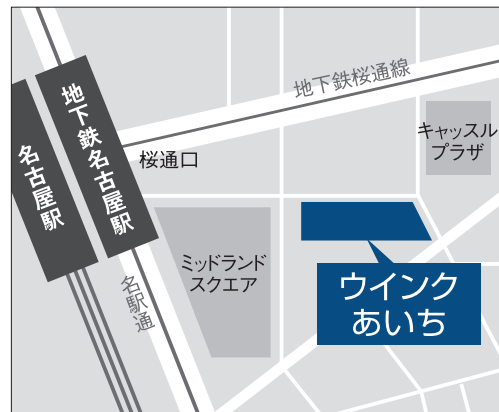 地下鉄桜通線
キャッスル
プラザ
地下鉄名古屋駅
名古屋駅
桜通口
ミッドランド
スクエア
名駅通
ウインク
あいち